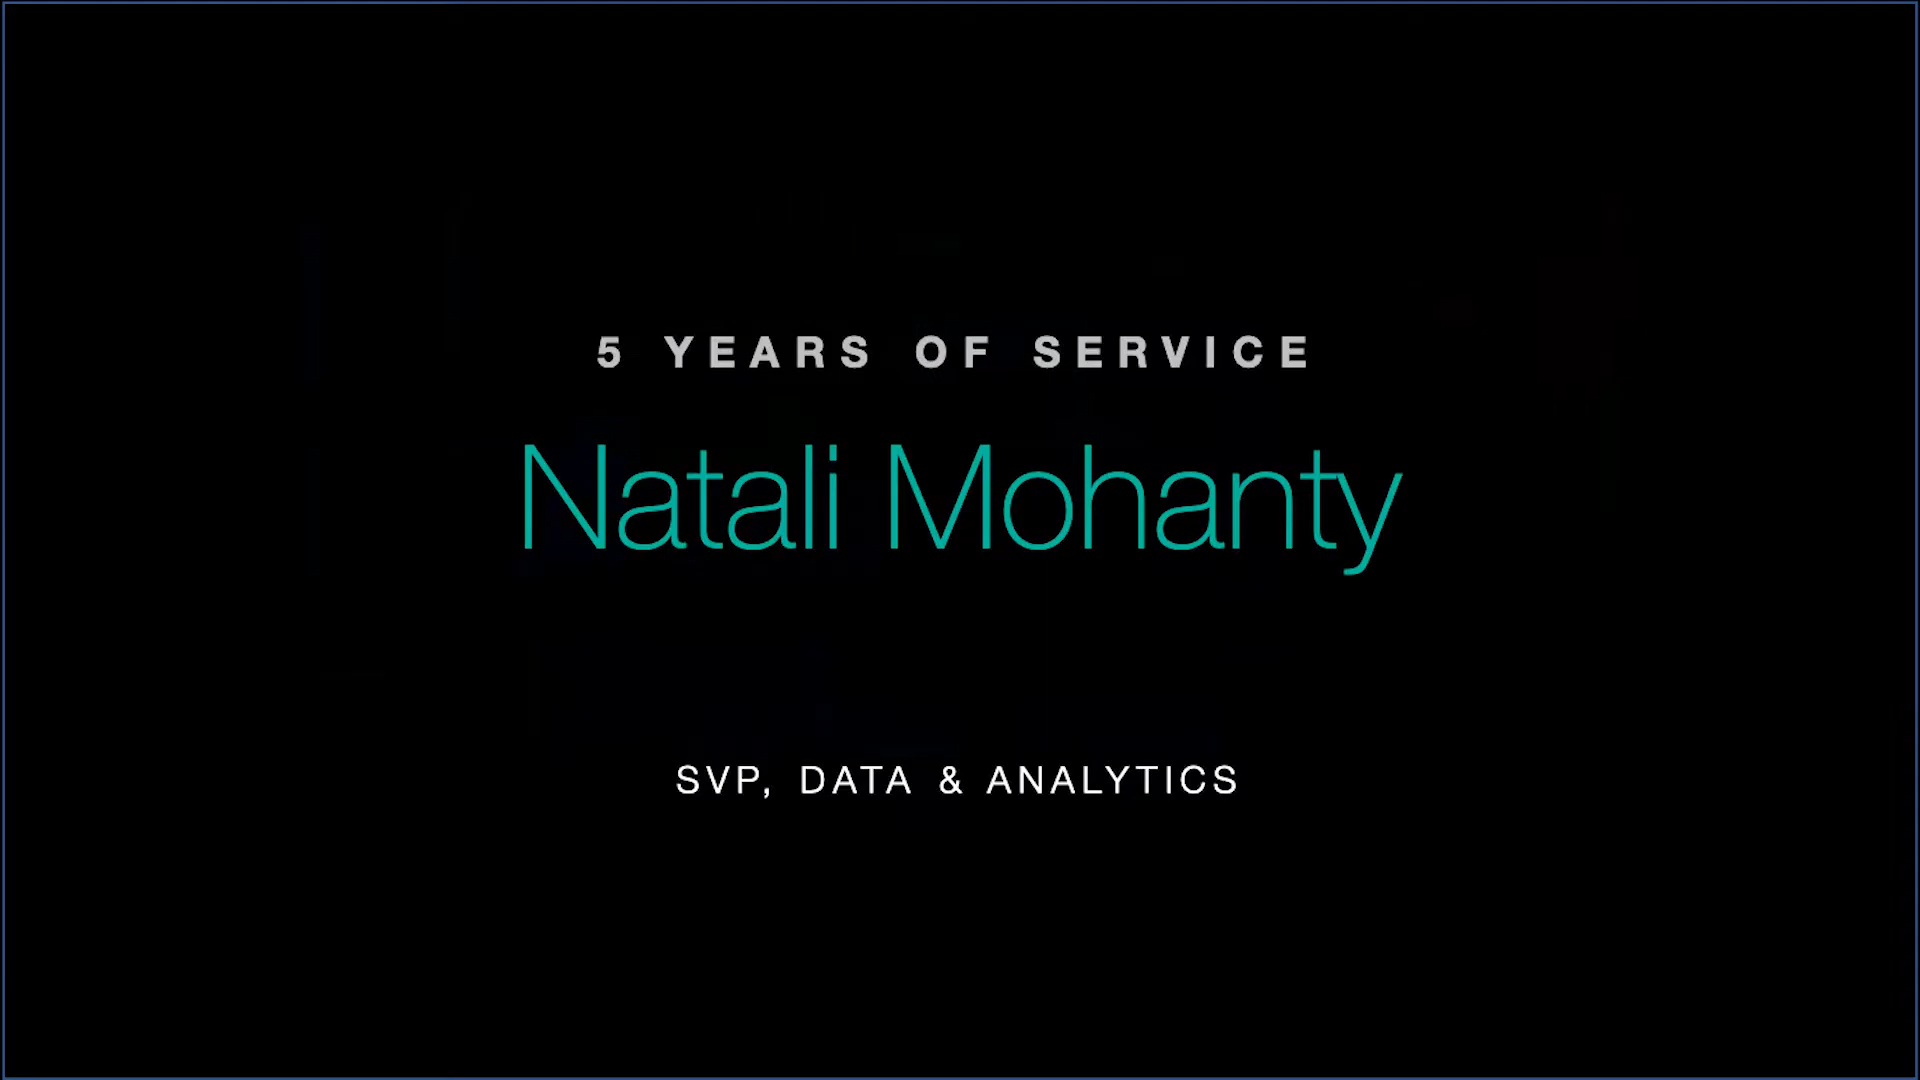 5 YEARS OF SERVICE
Natali Mohanty
SVP, DATA & ANALYTICS